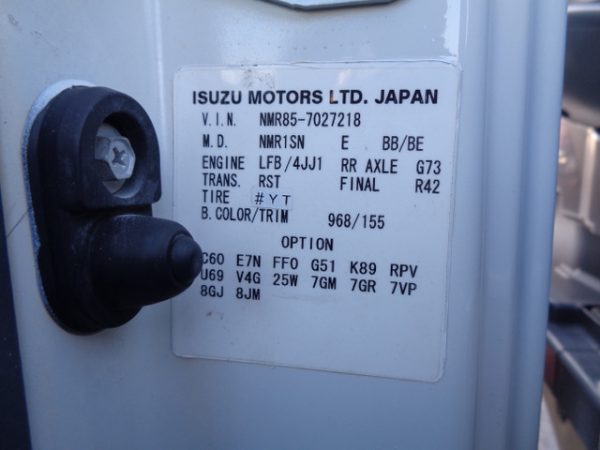 ISUZU MOTORS LTD. JAPAN
V.I.N. NMR85-7027218
M.D. NMR1SN E BB/BE
ENGINE LFB/4JJ1 RR AXLE G73
TRANS. RST FINAL R42
TIRE #YT
B.COLOR/TRIM 968/155
OPTION
C60 E7N FF0 G51 K89 RPV
U69 V4G 25W 7GM 7GR 7VP
8GJ 8JM